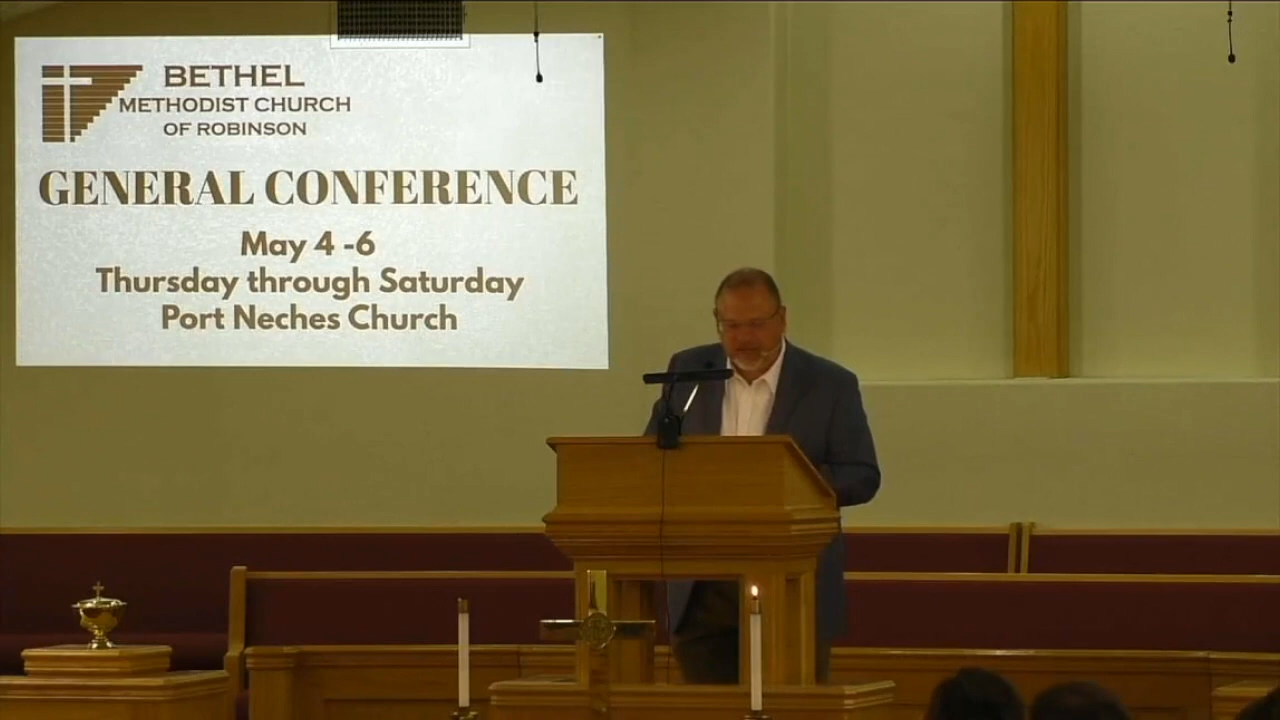 BETHEL
METHODIST CHURCH
OF ROBINSON
GENERAL CONFERENCE
May 4 -6
Thursday through Saturday
Port Neches Church